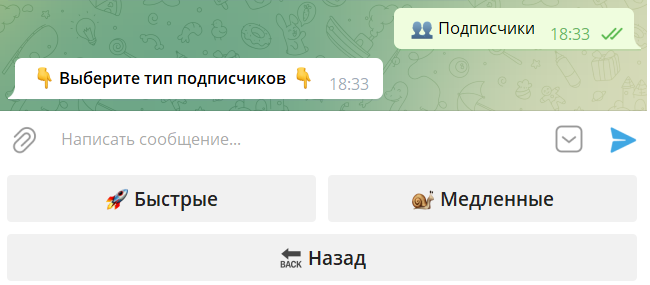 👥 Подписчики 18:33
👇 Выберите тип подписчиков 👇 18:33
Написать сообщение...
🚀 Быстрые
🐌 Медленные
🔙 Назад